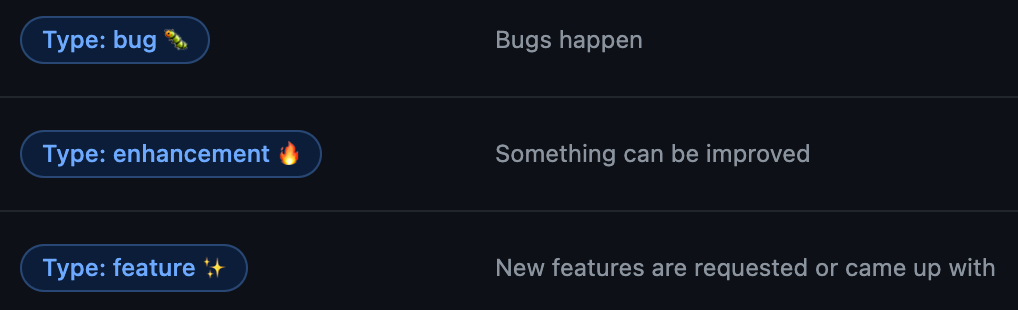 Type: bug 🐛
Bugs happen
Type: enhancement 🔥
Something can be improved
Type: feature ✨
New features are requested or came up with